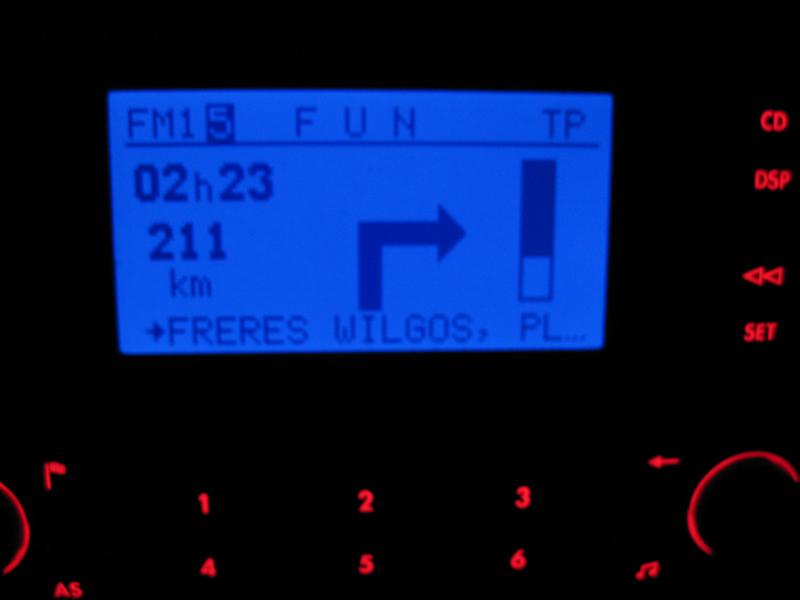 FM1 5 F U N TP
02h23
211
km
→FRERES WILGOS, PL...
CD
DSP
SET
1 2 3
4 5 6
AS